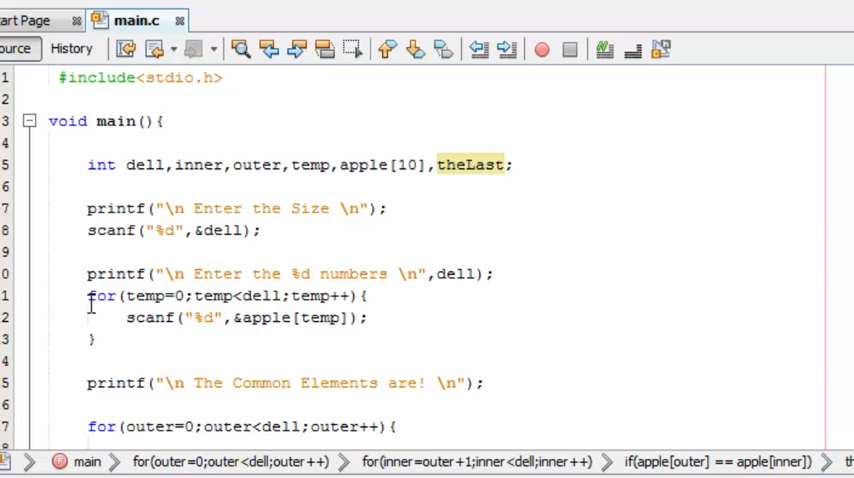 tart Page main.c
ource History
1 #include<stdio.h>
2
3 void main(){
4
5 int dell,inner,outer,temp,apple[10],theLast;
6
7 printf("\n Enter the Size \n");
8 scanf("%d",&dell);
9
0 printf("\n Enter the %d numbers \n",dell);
1 for(temp=0;temp<dell;temp++){
2 scanf("%d",&apple[temp]);
3 }
4
5 printf("\n The Common Elements are! \n");
6
7 for(outer=0;outer<dell;outer++){
8
main for(outer=0;outer<dell;outer++) for(inner=outer+1;inner<dell;inner++) if(apple[outer] == apple[inner]) th